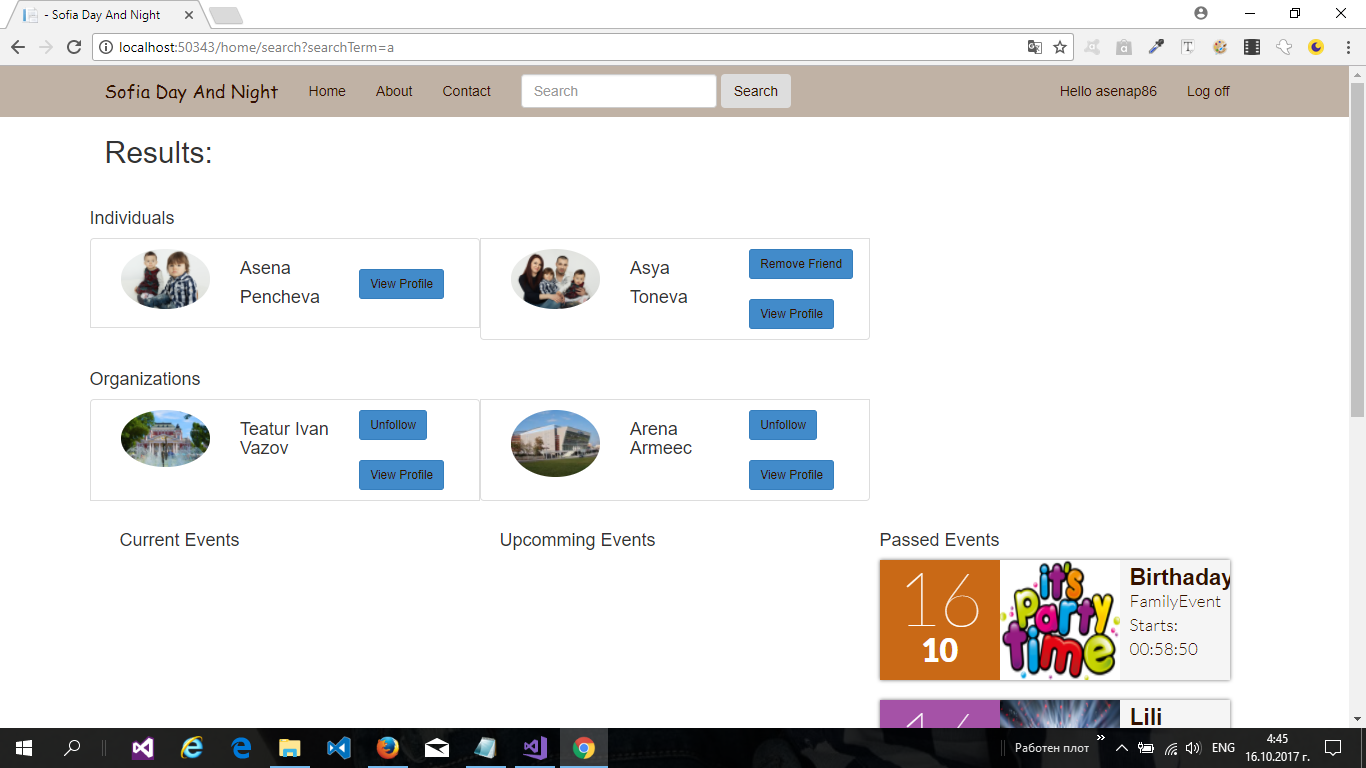 - Sofia Day And Night
localhost:50343/home/search?searchTerm=a
Sofia Day And Night
Home
About
Contact
Search
Search
Hello asenap86
Log off
Results:
Individuals
Asena
Pencheva
View Profile
Asya
Toneva
Remove Friend
View Profile
Organizations
Teatur Ivan
Vazov
Unfollow
View Profile
Arena
Armeec
Unfollow
View Profile
Current Events
Upcomming Events
Passed Events
16
10
it's
party
time
Birthaday
FamilyEvent
Starts:
00:58:50
Lili
Работен плот
ENG
4:45
16.10.2017 г.